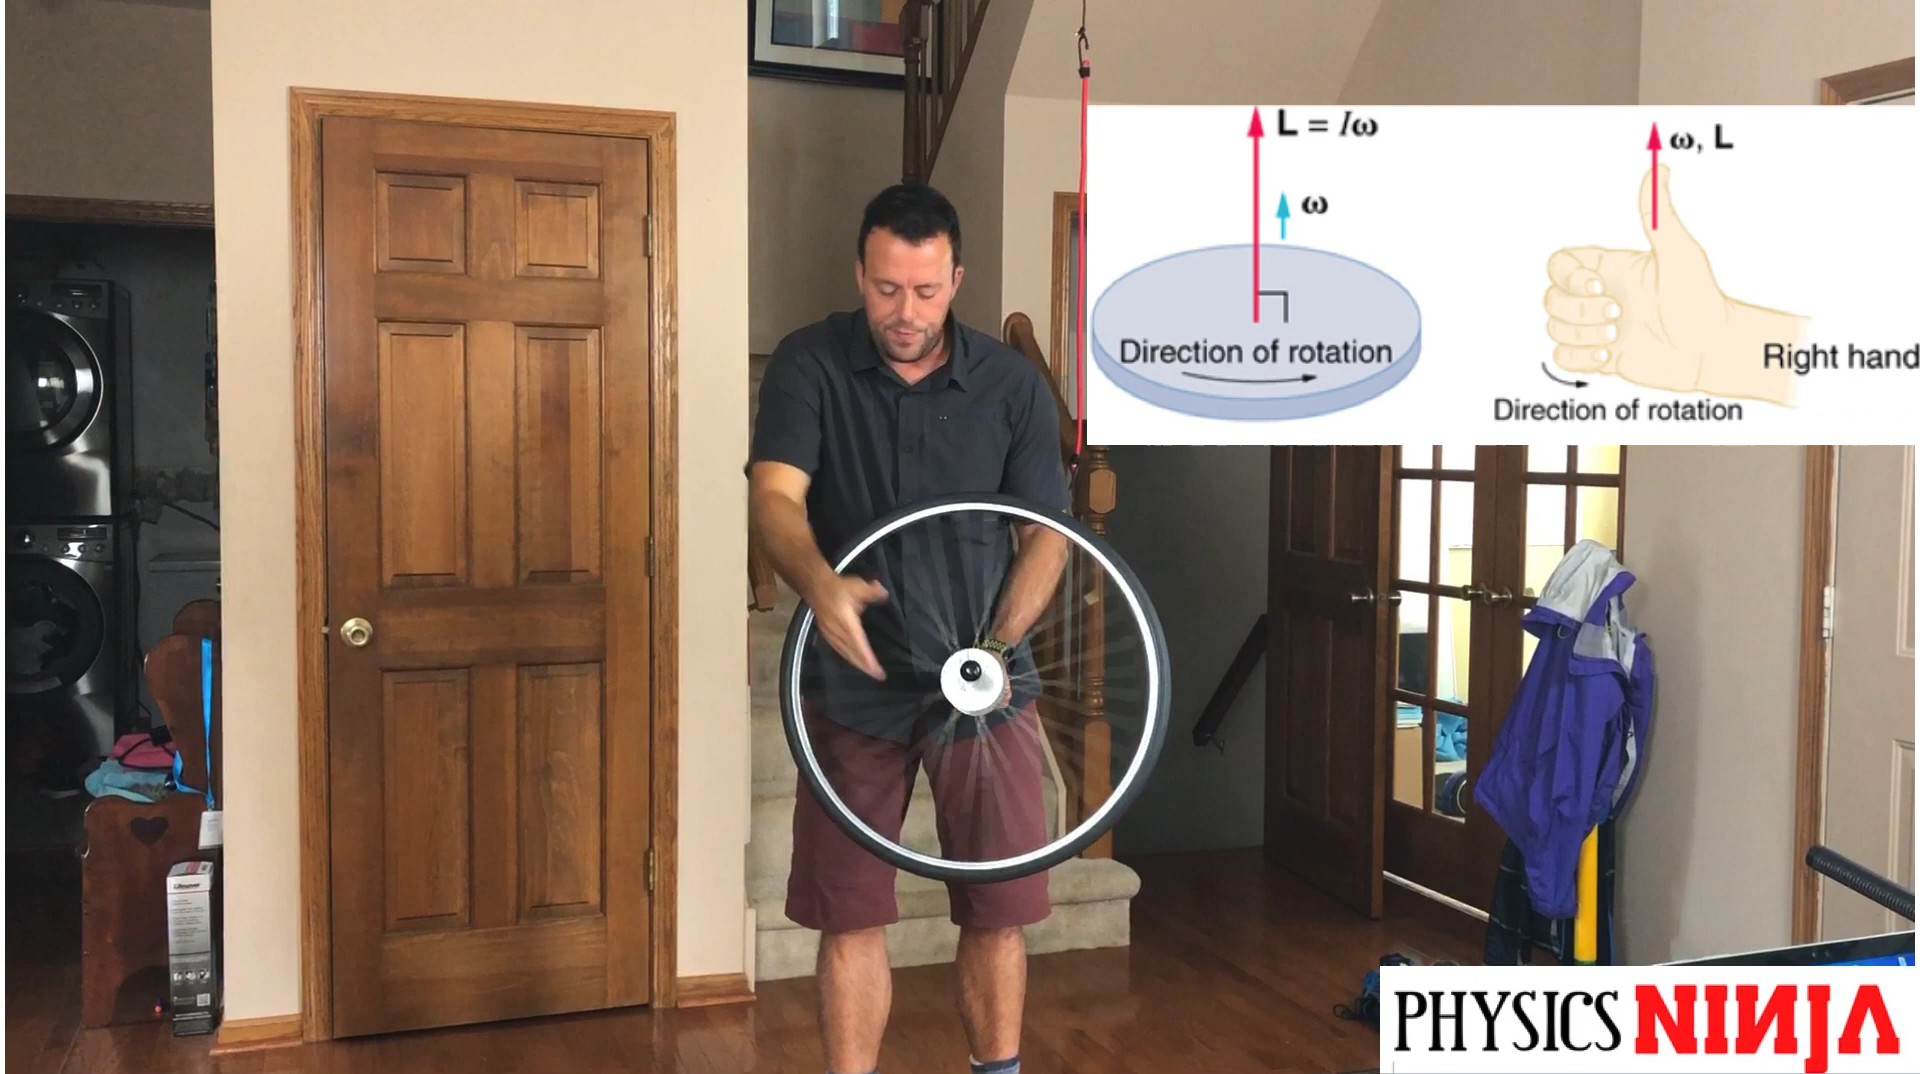 L = Iω
ω
Direction of rotation
ω, L
Right hand
Direction of rotation
PHYSICS NINJA